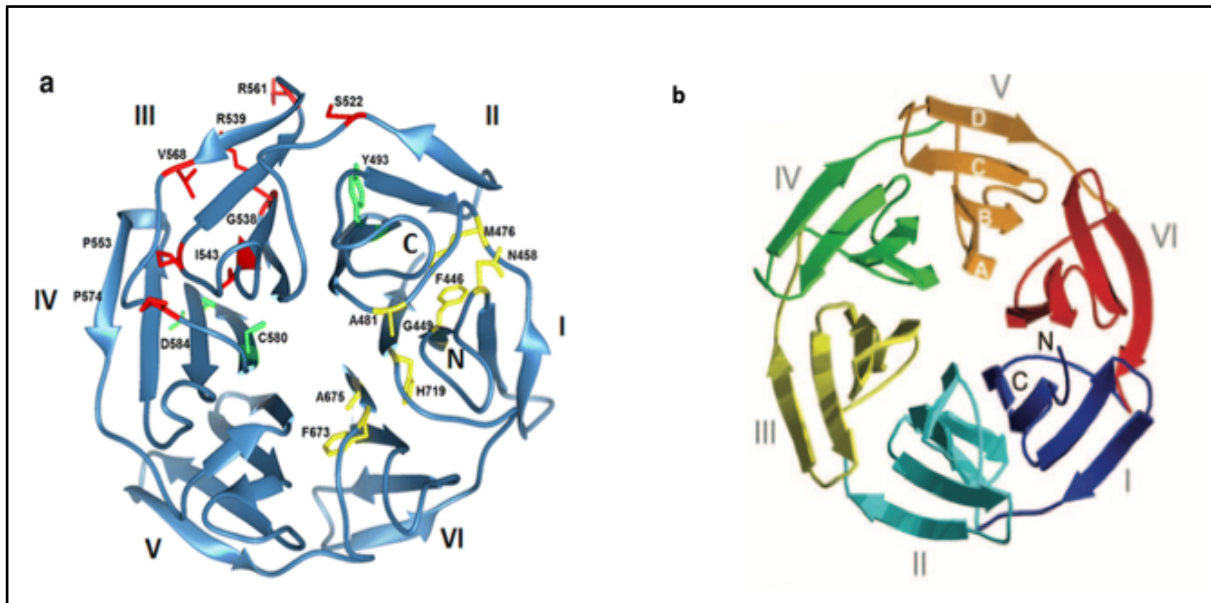 a
R561
III
S522
II
R539
V568
Y493
G538
C
M476
P553
I543
N458
F446
IV
P574
A481
G449
I
N
D584
C580
A675
H719
F673
V
VI
b
V
D
C
IV
B
VI
A
N
C
III
I
II